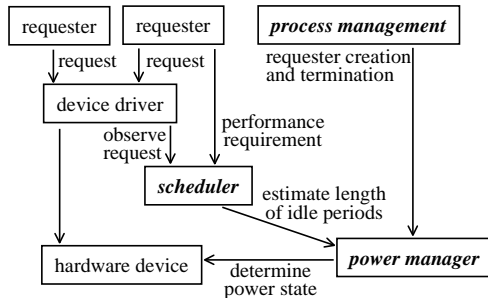 requester
requester
process management
request
request
requester creation
and termination
device driver
observe
request
performance
requirement
scheduler
estimate length
of idle periods
hardware device
determine
power state
power manager